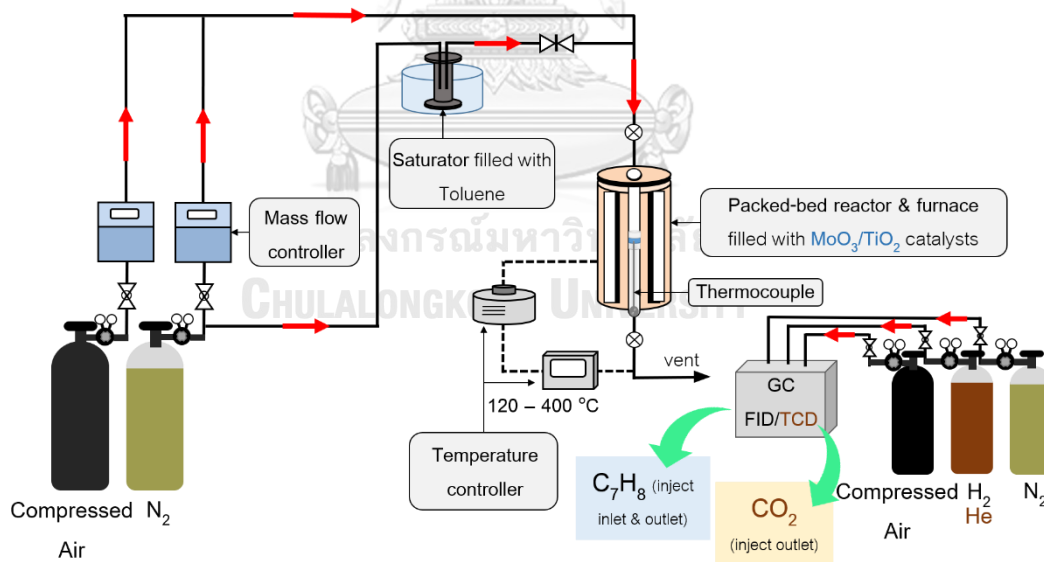 Saturator filled with
Toluene
Mass flow
controller
Packed-bed reactor & furnace
filled with MoO3/TiO2 catalysts
Thermocouple
vent
GC
FID/TCD
120 – 400 °C
Temperature
controller
C7H8 (inject
inlet & outlet)
CO2
(inject outlet)
Compressed
Air
N2
Compressed
Air
H2
He
N2